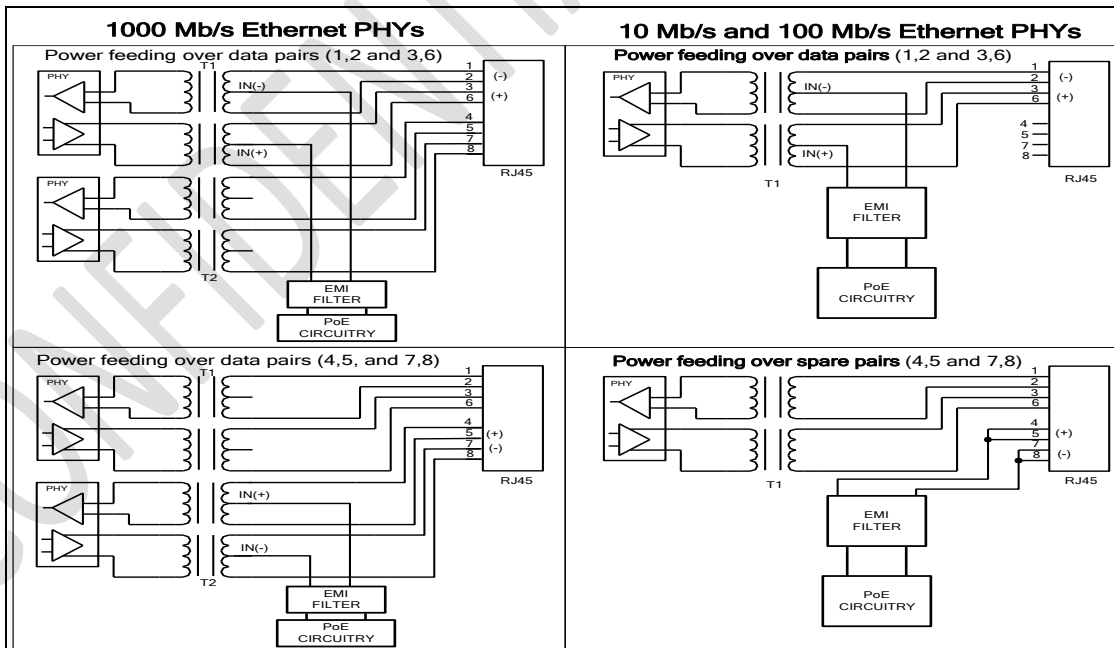 1000 Mb/s Ethernet PHYs
10 Mb/s and 100 Mb/s Ethernet PHYs
Power feeding over data pairs (1,2 and 3,6)
T1
PHY
IN(-)
IN(+)
1
2
3
6
4
5
7
8
(-)
(+)
RJ45
PHY
T2
EMI
FILTER
PoE
CIRCUITRY
Power feeding over data pairs (1,2 and 3,6)
PHY
IN(-)
IN(+)
T1
1
2
3
6
4
5
7
8
(-)
(+)
RJ45
EMI
FILTER
PoE
CIRCUITRY
Power feeding over data pairs (4,5, and 7,8)
T1
PHY
1
2
3
6
4
5
7
8
(+)
(-)
RJ45
PHY
IN(+)
IN(-)
T2
EMI
FILTER
PoE
CIRCUITRY
Power feeding over spare pairs (4,5 and 7,8)
PHY
T1
1
2
3
6
4
5
7
8
(+)
(-)
RJ45
EMI
FILTER
PoE
CIRCUITRY